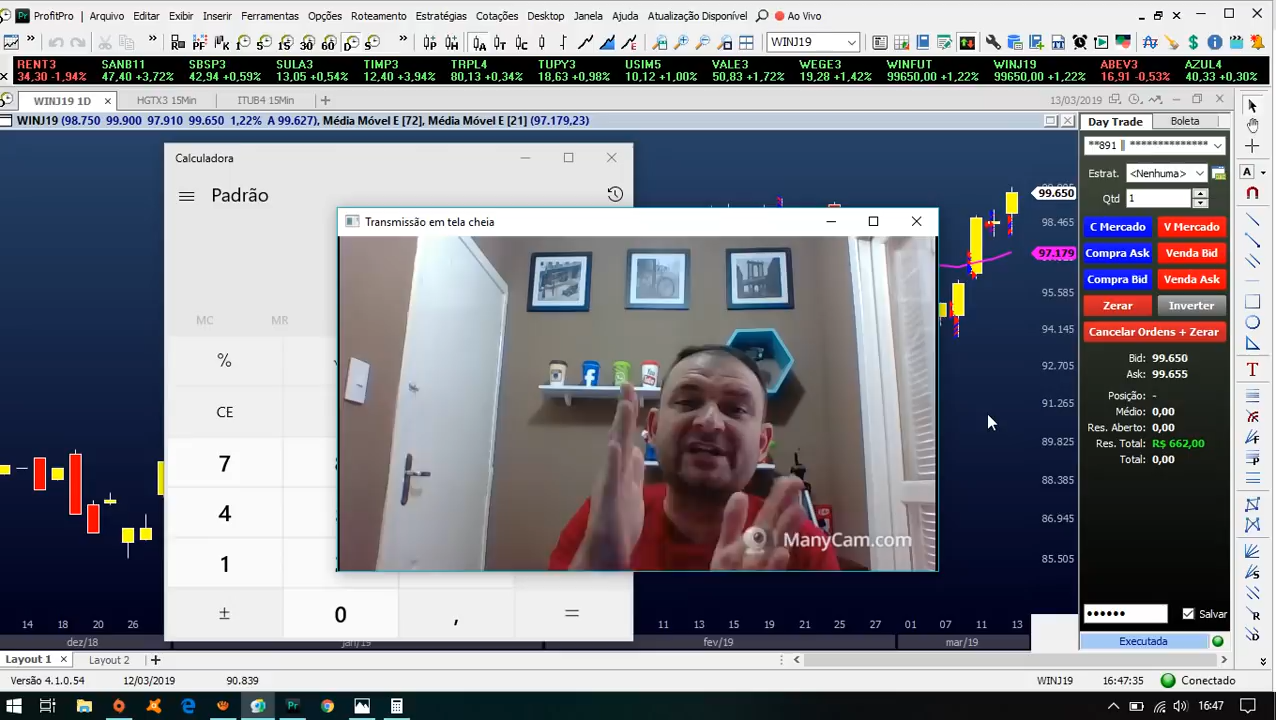 ProfitPro Arquivo Editar Exibir Inserir Ferramentas Opções Roteamento Estratégias Cotações Desktop Janela Ajuda Atualização Disponível Ao Vivo
WINJ19
RENT3 SANB11 SBSP3 SULA3 TIMP3 TRPL4 TUPY3 USIM5 VALE3 WEGE3 WINFUT WINJ19 ABEV3 AZUL4
34,30 -1,94% 47,40 +3,72% 42,94 +0,59% 13,05 +0,54% 12,40 +3,94% 80,13 +0,34% 18,63 +0,98% 10,12 +1,00% 50,83 +1,72% 19,28 +1,42% 99650,00 +1,22% 99650,00 +1,22% 16,91 -0,53% 40,33 +0,30%
WINJ19 1D HGTX3 15Min ITUB4 15Min 13/03/2019
WINJ19 (98.750 99.900 97.910 99.650 1,22% A 99.627), Média Móvel E [72], Média Móvel E [21] (97.179,23)
Day Trade Boleta
**891 || **************
Estrat. <Nenhuma>
Qtd 1
C Mercado V Mercado
Compra Ask Venda Bid
Compra Bid Venda Ask
Zerar Inverter
Cancelar Ordens + Zerar
Bid: 99.650
Ask: 99.655
Posição: -
Médio: 0,00
Res. Aberto: 0,00
Res. Total: R$ 662,00
Total: 0,00
Salvar
Executada
Calculadora
Padrão
MC MR
%
CE
7
4
1
± 0 , =
Transmissão em tela cheia
ManyCam.com
99.650
98.465
97.179
95.585
94.145
92.705
91.265
89.825
88.385
86.945
85.505
14 18 20 26 11 13 15 19 21 25 27 01 07 11 13
dez/18 jan/19 fev/19 mar/19
Layout 1 Layout 2
Versão 4.1.0.54 12/03/2019 90.839 WINJ19 16:47:35 Conectado
16:47